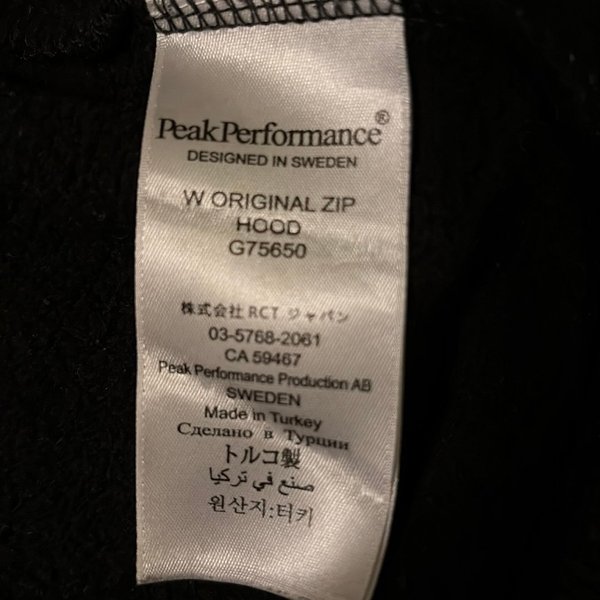 PeakPerformance®
DESIGNED IN SWEDEN
W ORIGINAL ZIP
HOOD
G75650
株式会社 RCT ジャパン
03-5768-2061
CA 59467
Peak Performance Production AB
SWEDEN
Made in Turkey
Сделано в Турции
トルコ製
صنع في تركيا
원산지:터키